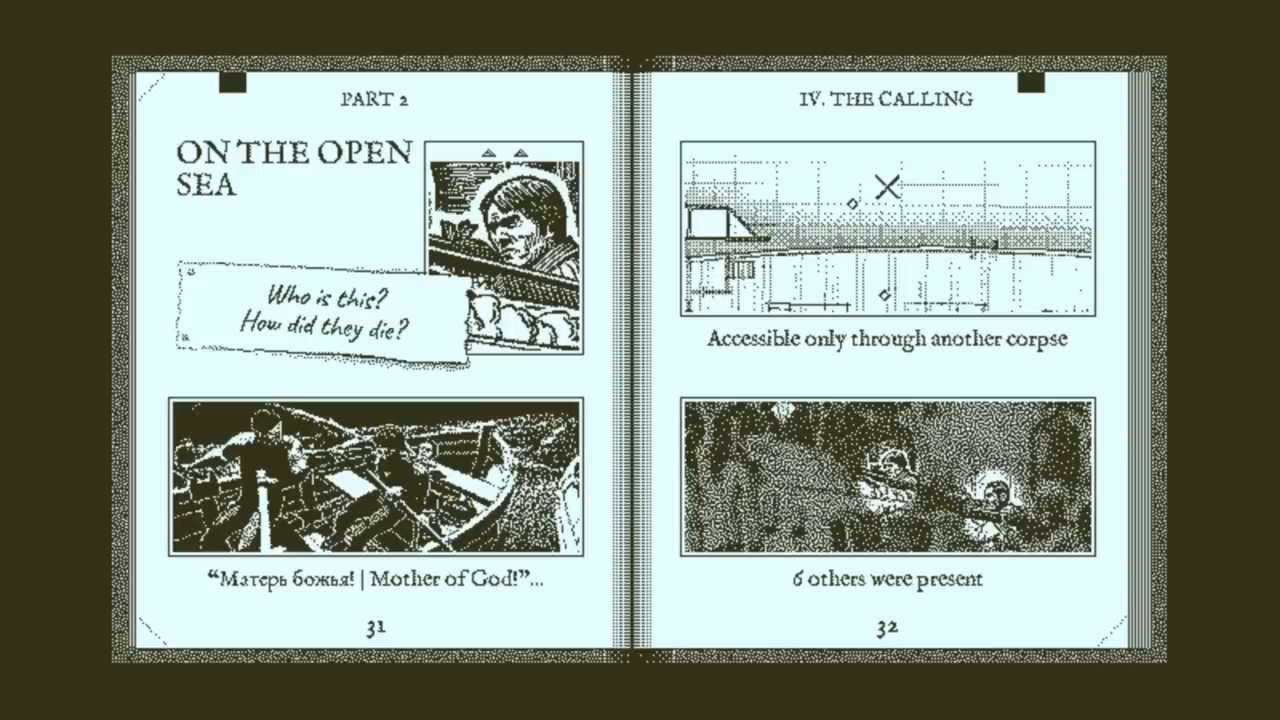 PART 2
ON THE OPEN
SEA
Who is this?
How did they die?
“Матерь божья! | Mother of God!”...
31
IV. THE CALLING
Accessible only through another corpse
6 others were present
32